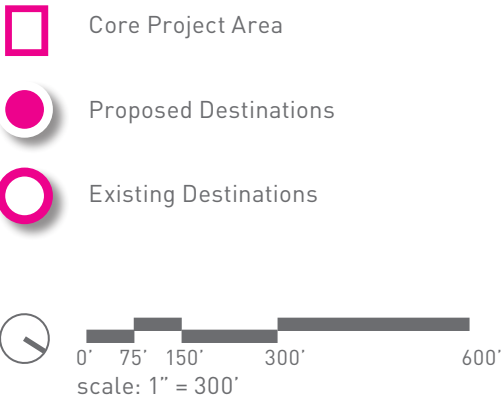 Core Project Area
Proposed Destinations
Existing Destinations
0’ 75’ 150’ 300’ 600’
scale: 1” = 300’